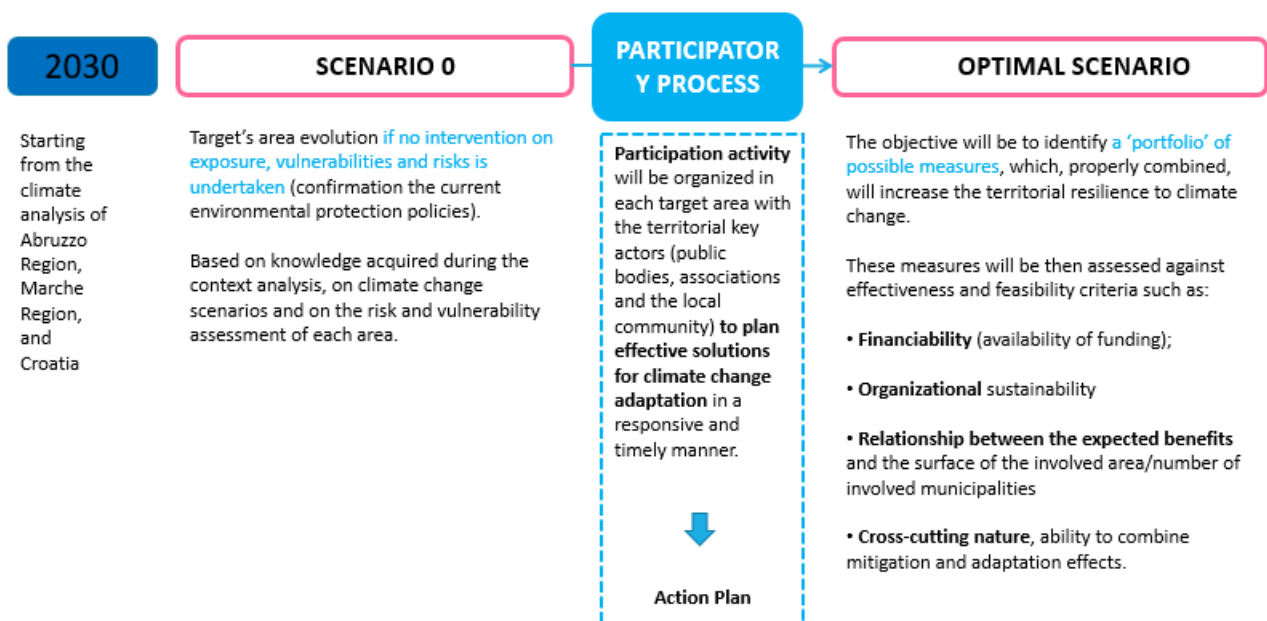 2030
SCENARIO 0
PARTICIPATOR
Y PROCESS
OPTIMAL SCENARIO
Starting
from the
climate
analysis of
Abruzzo
Region,
Marche
Region,
and
Croatia
Target's area evolution if no intervention on
exposure, vulnerabilities and risks is
undertaken (confirmation the current
environmental protection policies).
Based on knowledge acquired during the
context analysis, on climate change
scenarios and on the risk and vulnerability
assessment of each area.
Participation activity
will be organized in
each target area with
the territorial key
actors (public
bodies, associations
and the local
community) to plan
effective solutions
for climate change
adaptation in a
responsive and
timely manner.
Action Plan
The objective will be to identify a 'portfolio' of
possible measures, which, properly combined,
will increase the territorial resilience to climate
change.
These measures will be then assessed against
effectiveness and feasibility criteria such as:
• Financiability (availability of funding);
• Organizational sustainability
• Relationship between the expected benefits
and the surface of the involved area/number of
involved municipalities
• Cross-cutting nature, ability to combine
mitigation and adaptation effects.